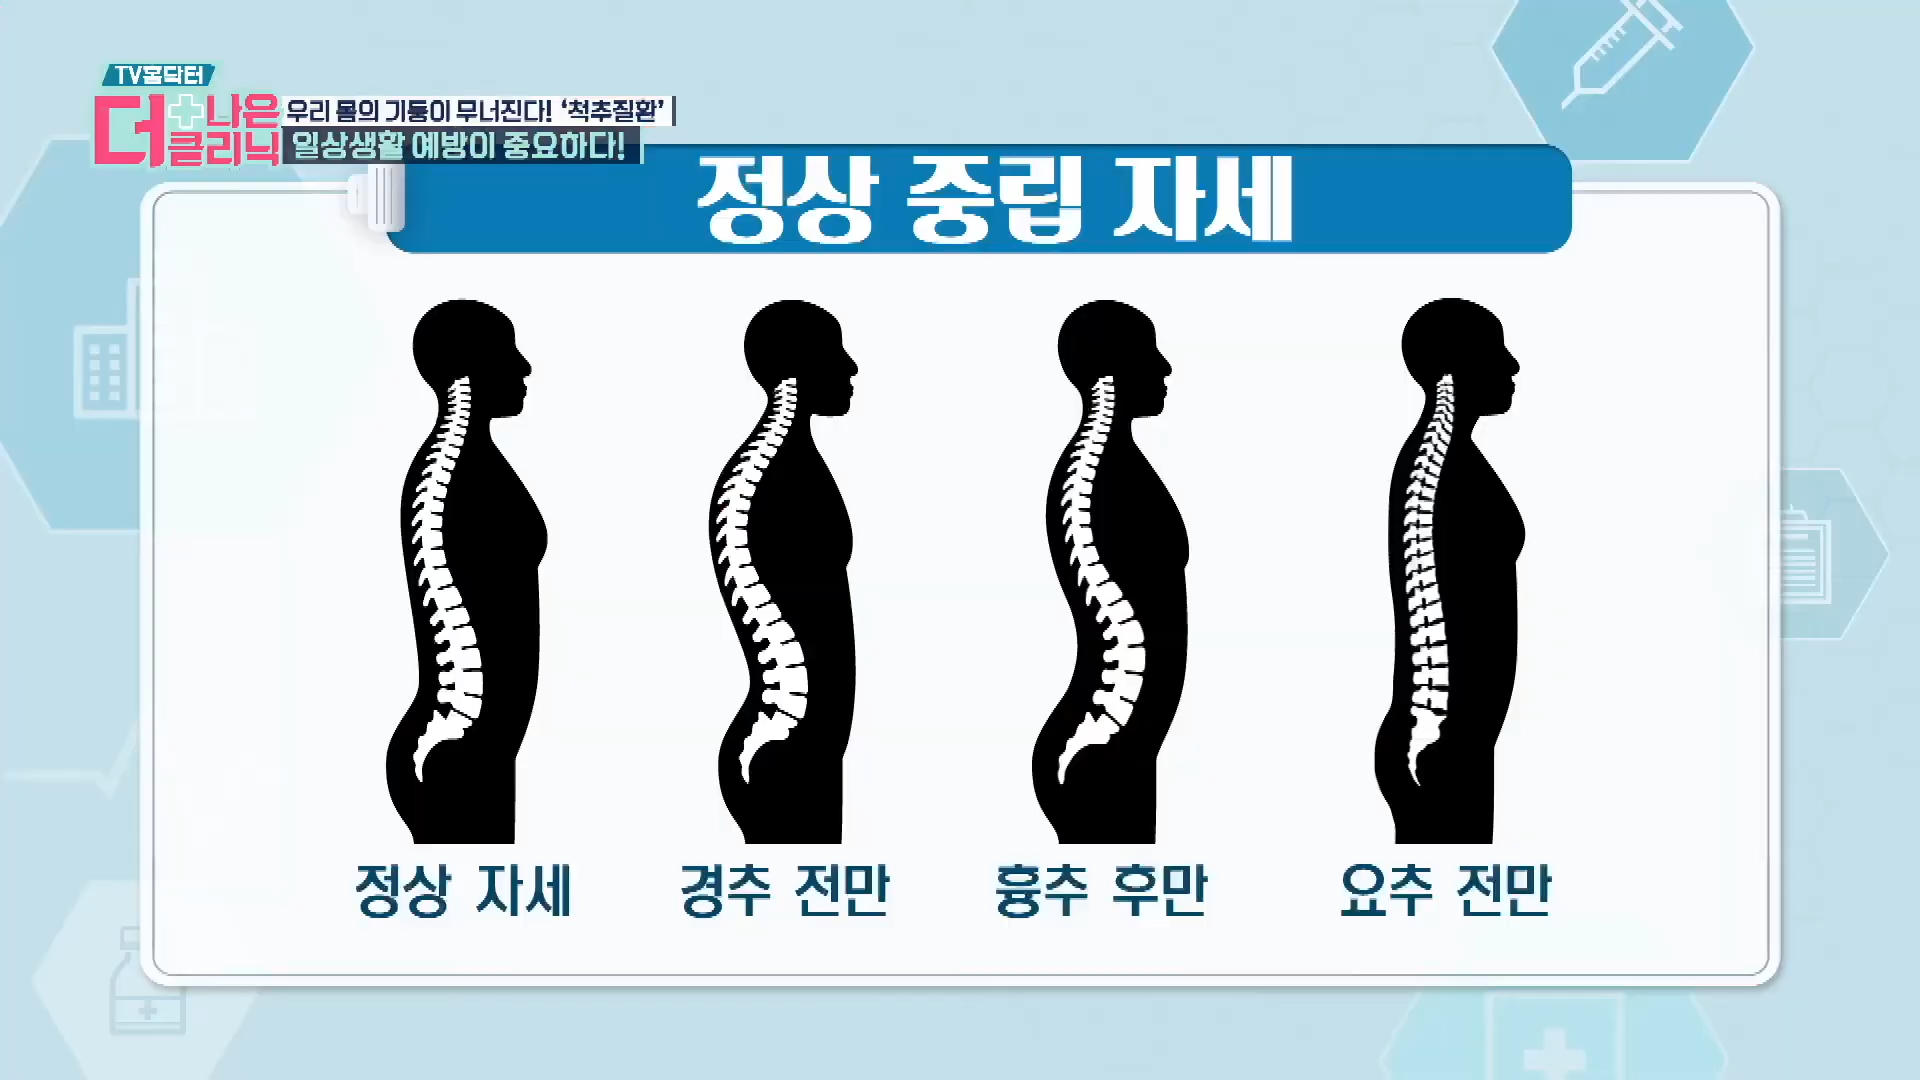 TV홈닥터
더 나은 클리닉
우리 몸의 기둥이 무너진다! ‘척추질환’
일상생활 예방이 중요하다!
정상 중립 자세
정상 자세
경추 전만
흉추 후만
요추 전만